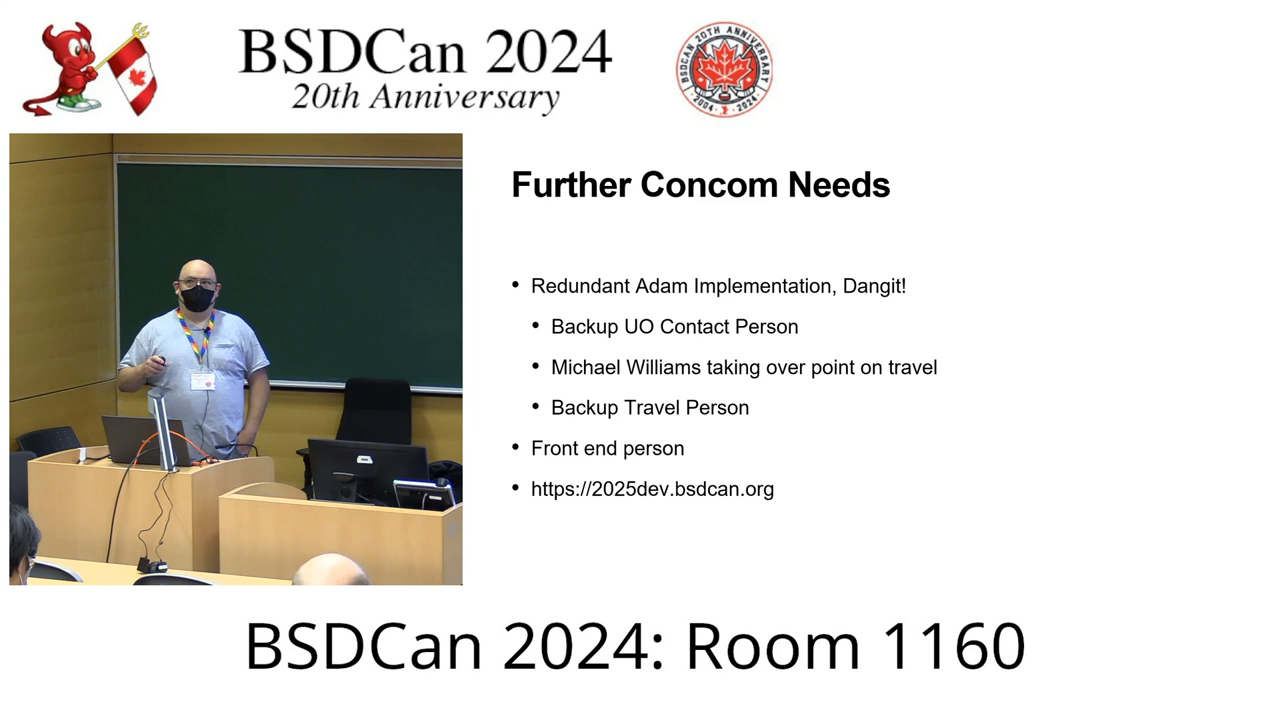 BSDCan 2024
20th Anniversary
BSDCAN 20TH ANNIVERSARY
2004 2024
Further Concom Needs
• Redundant Adam Implementation, Dangit!
• Backup UO Contact Person
• Michael Williams taking over point on travel
• Backup Travel Person
• Front end person
• https://2025dev.bsdcan.org
BSDCan 2024: Room 1160